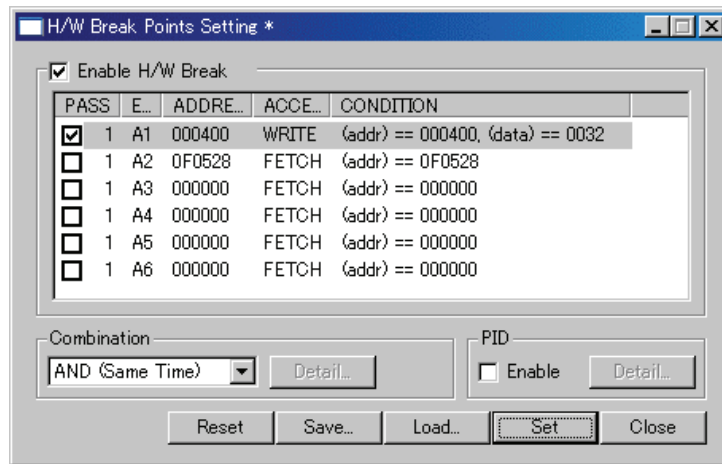 H/W Break Points Setting *
Enable H/W Break
PASS E... ADDRE... ACCE... CONDITION
1 A1 000400 WRITE (addr) == 000400, (data) == 0032
1 A2 0F0528 FETCH (addr) == 0F0528
1 A3 000000 FETCH (addr) == 000000
1 A4 000000 FETCH (addr) == 000000
1 A5 000000 FETCH (addr) == 000000
1 A6 000000 FETCH (addr) == 000000
Combination PID
AND (Same Time) Detail... Enable Detail...
Reset Save... Load... Set Close